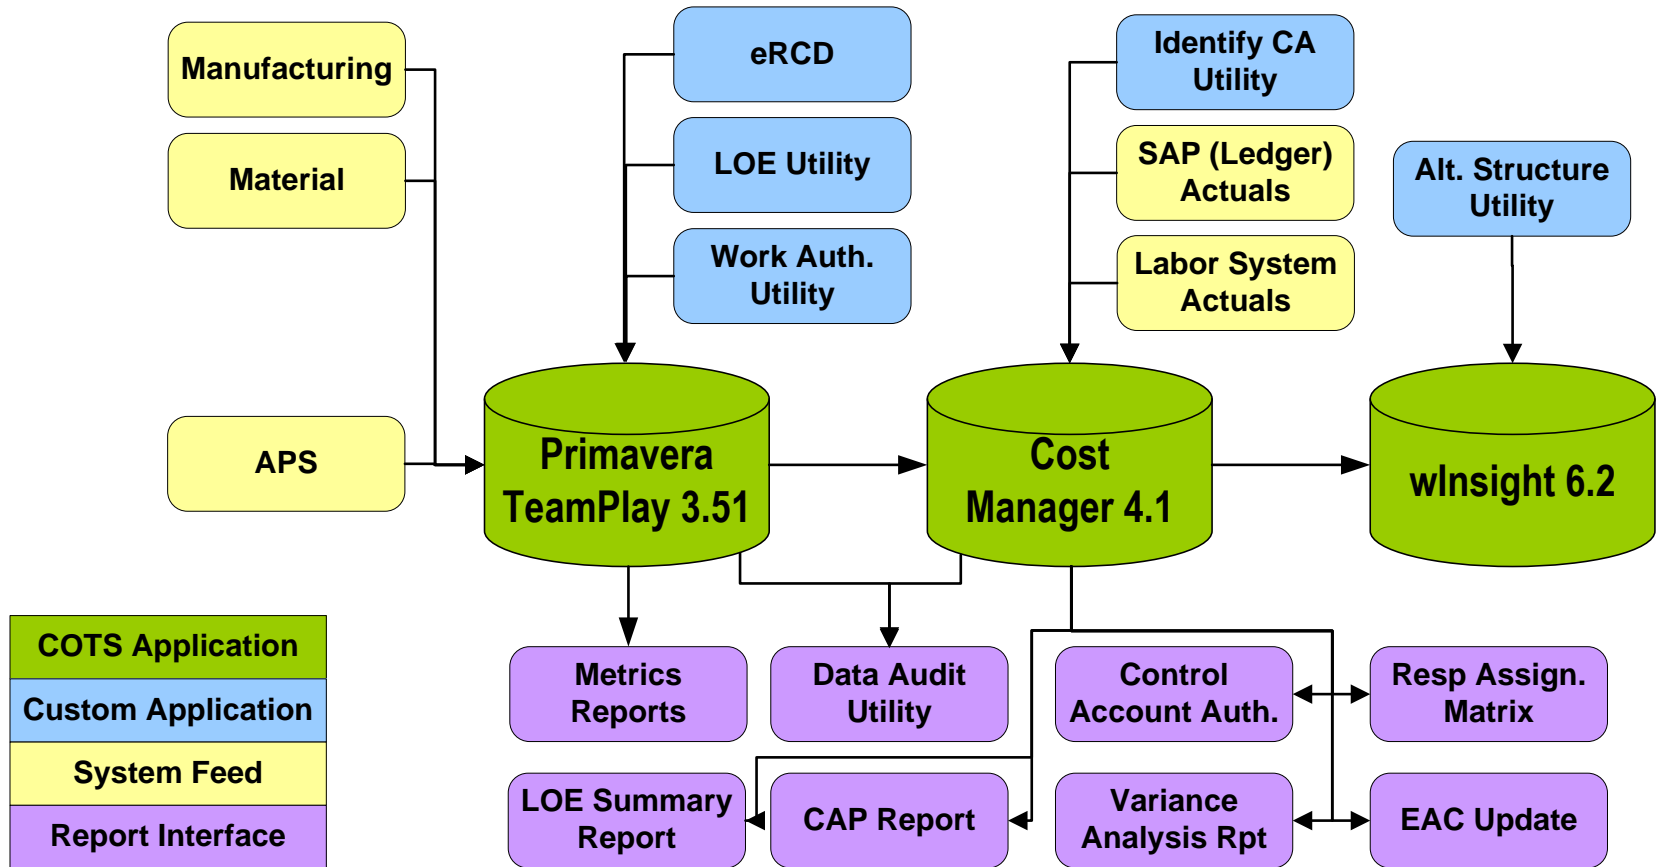 Manufacturing
Material
APS
eRCD
LOE Utility
Work Auth.
Utility
Identify CA
Utility
SAP (Ledger)
Actuals
Labor System
Actuals
Alt. Structure
Utility
Primavera
TeamPlay 3.51
Cost
Manager 4.1
wInsight 6.2
COTS Application
Custom Application
System Feed
Report Interface
Metrics
Reports
Data Audit
Utility
Control
Account Auth.
Resp Assign.
Matrix
LOE Summary
Report
CAP Report
Variance
Analysis Rpt
EAC Update